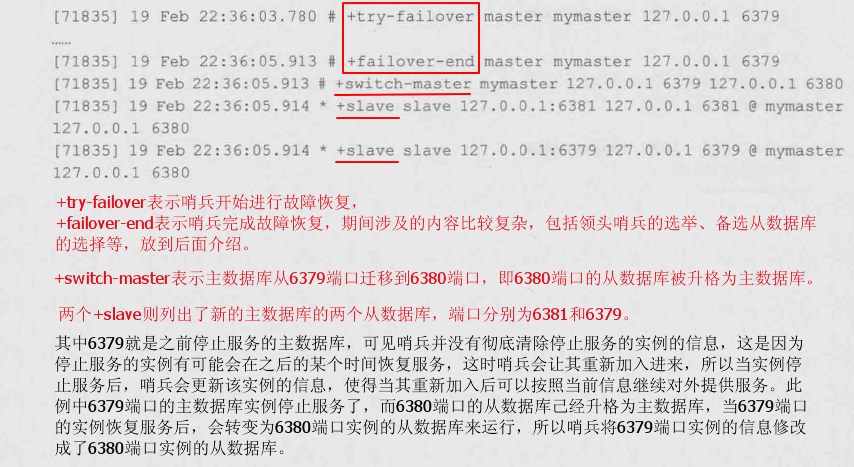 [71835] 19 Feb 22:36:03.780 # +try-failover master mymaster 127.0.0.1 6379
……
[71835] 19 Feb 22:36:05.913 # +failover-end master mymaster 127.0.0.1 6379
[71835] 19 Feb 22:36:05.913 # +switch-master mymaster 127.0.0.1 6379 127.0.0.1 6380
[71835] 19 Feb 22:36:05.914 * +slave slave 127.0.0.1:6381 127.0.0.1 6381 @ mymaster
127.0.0.1 6380
[71835] 19 Feb 22:36:05.914 * +slave slave 127.0.0.1:6379 127.0.0.1 6379 @ mymaster
127.0.0.1 6380
+try-failover表示哨兵开始进行故障恢复，
+failover-end表示哨兵完成故障恢复，期间涉及的内容比较复杂，包括领头哨兵的选举、备选从数据库
的选择等，放到后面介绍。
+switch-master表示主数据库从6379端口迁移到6380端口，即6380端口的从数据库被升格为主数据库。
两个+slave则列出了新的主数据库的两个从数据库，端口分别为6381和6379。
其中6379就是之前停止服务的主数据库，可见哨兵并没有彻底清除停止服务的实例的信息，这是因为
停止服务的实例有可能会在之后的某个时间恢复服务，这时哨兵会让其重新加入进来，所以当实例停
止服务后，哨兵会更新该实例的信息，使得当其重新加入后可以按照当前信息继续对外提供服务。此
例中6379端口的主数据库实例停止服务了，而6380端口的从数据库己经升格为主数据库，当6379端口
的实例恢复服务后，会转变为6380端口实例的从数据库来运行，所以哨兵将6379端口实例的信息修改
成了6380端口实例的从数据库。